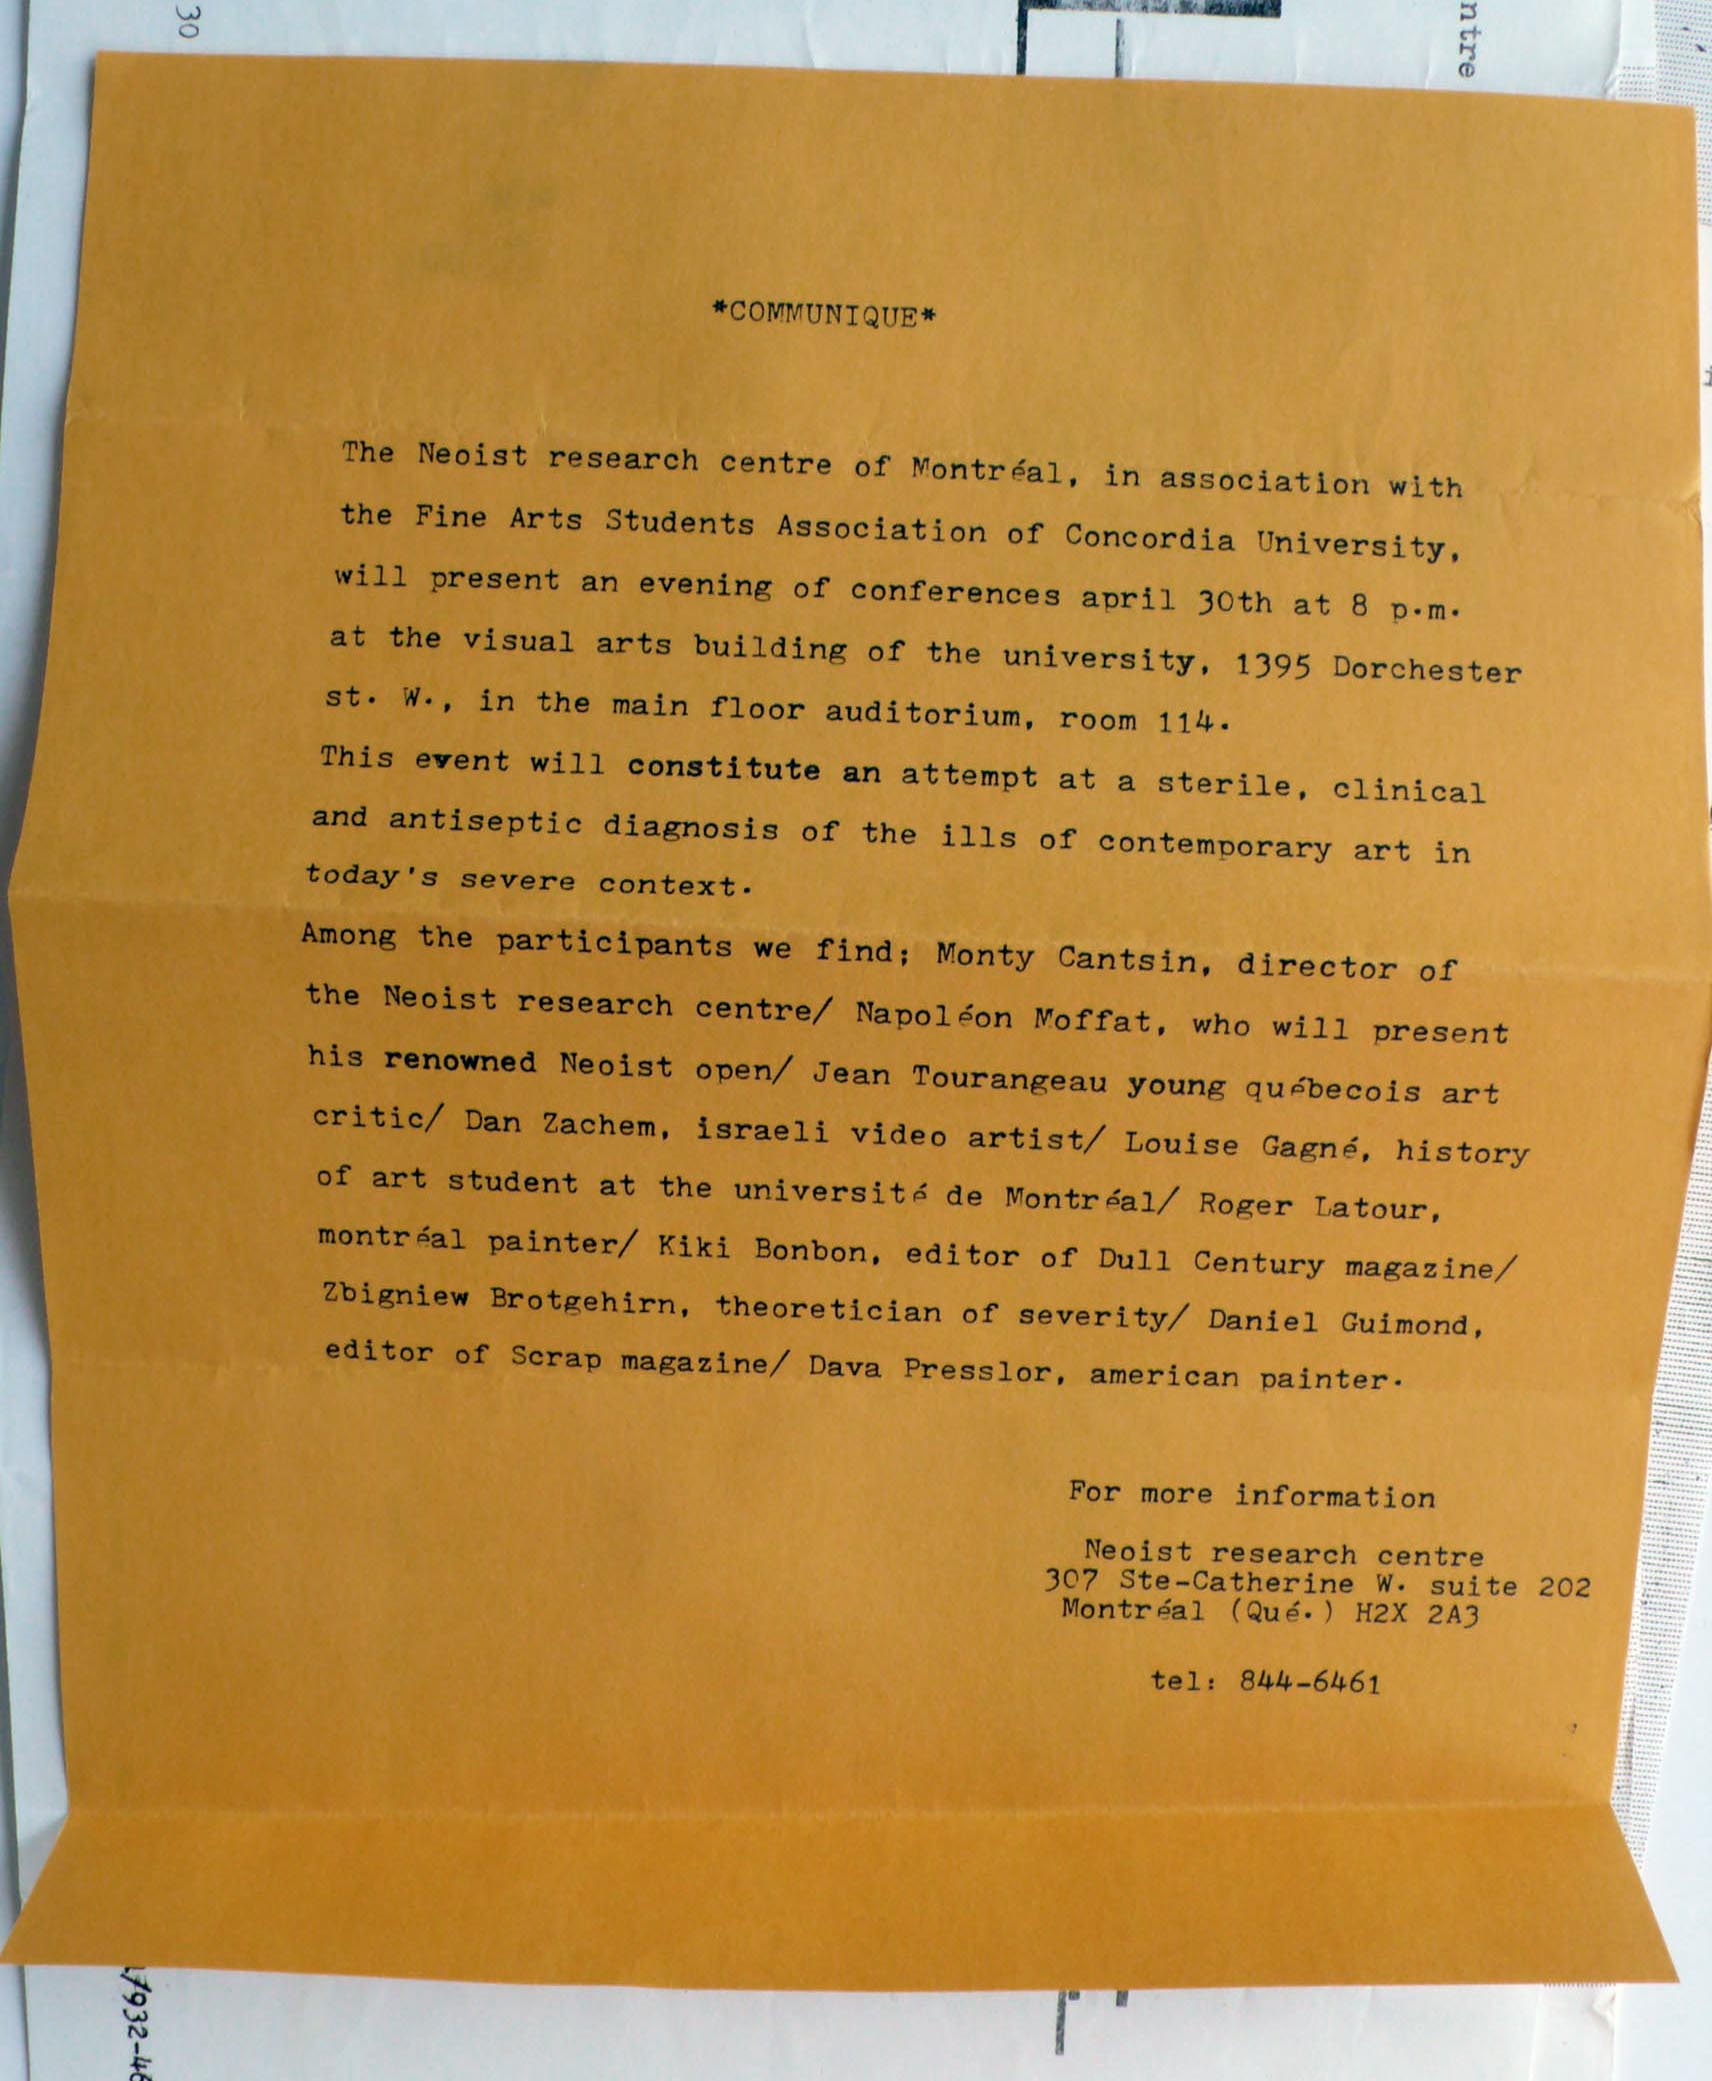 30
ntre
*COMMUNIQUE*
The Neoist research centre of Montréal, in association with
the Fine Arts Students Association of Concordia University,
will present an evening of conferences april 30th at 8 p.m.
at the visual arts building of the university, 1395 Dorchester
st. W., in the main floor auditorium, room 114.
This event will constitute an attempt at a sterile, clinical
and antiseptic diagnosis of the ills of contemporary art in
today's severe context.
Among the participants we find; Monty Cantsin, director of
the Neoist research centre/ Napoléon Moffat, who will present
his renowned Neoist open/ Jean Tourangeau young québecois art
critic/ Dan Zachem, israeli video artist/ Louise Gagné, history
of art student at the université de Montréal/ Roger Latour,
montréal painter/ Kiki Bonbon, editor of Dull Century magazine/
Zbigniew Brotgehirn, theoretician of severity/ Daniel Guimond,
editor of Scrap magazine/ Dava Presslor, american painter.
For more information
Neoist research centre
307 Ste-Catherine W. suite 202
Montréal (Qué.) H2X 2A3
tel: 844-6461
/932-46